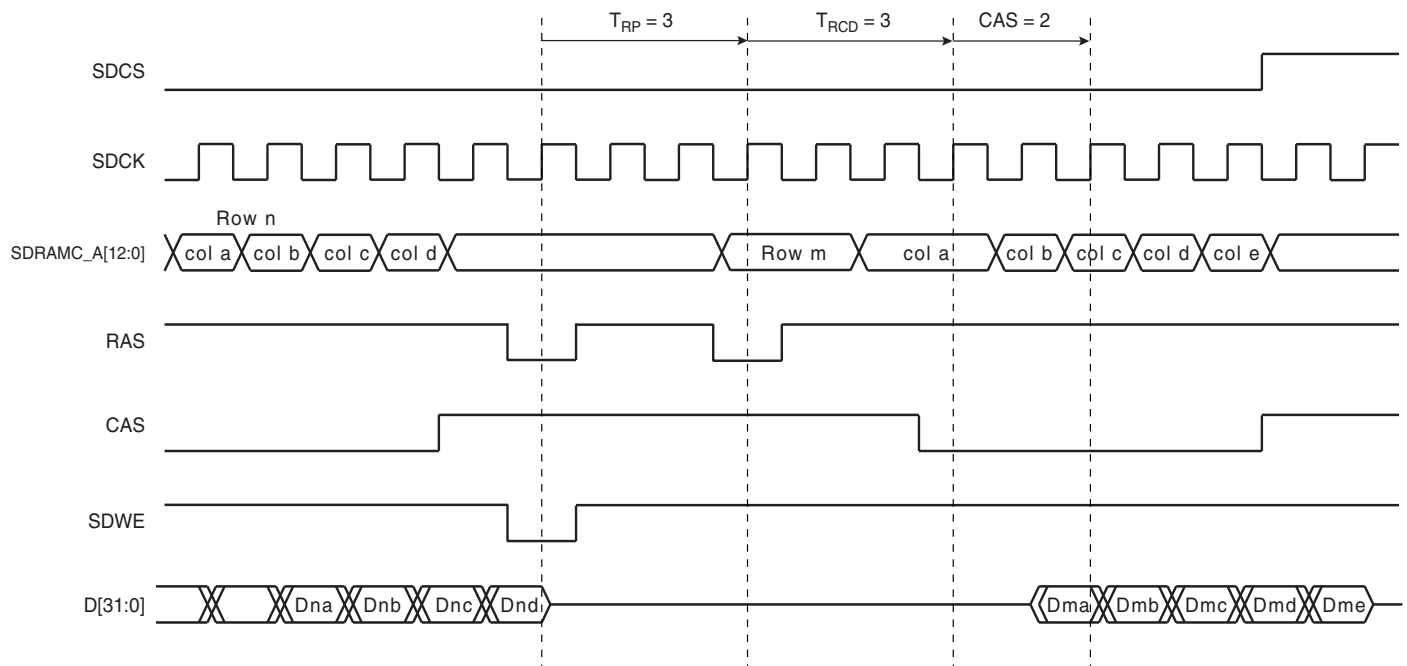 T_RP = 3 T_RCD = 3 CAS = 2
SDCS
SDCK
Row n
SDRAMC_A[12:0] col a col b col c col d Row m col a col b col c col d col e
RAS
CAS
SDWE
D[31:0] Dna Dnb Dnc Dnd Dma Dmb Dmc Dmd Dme